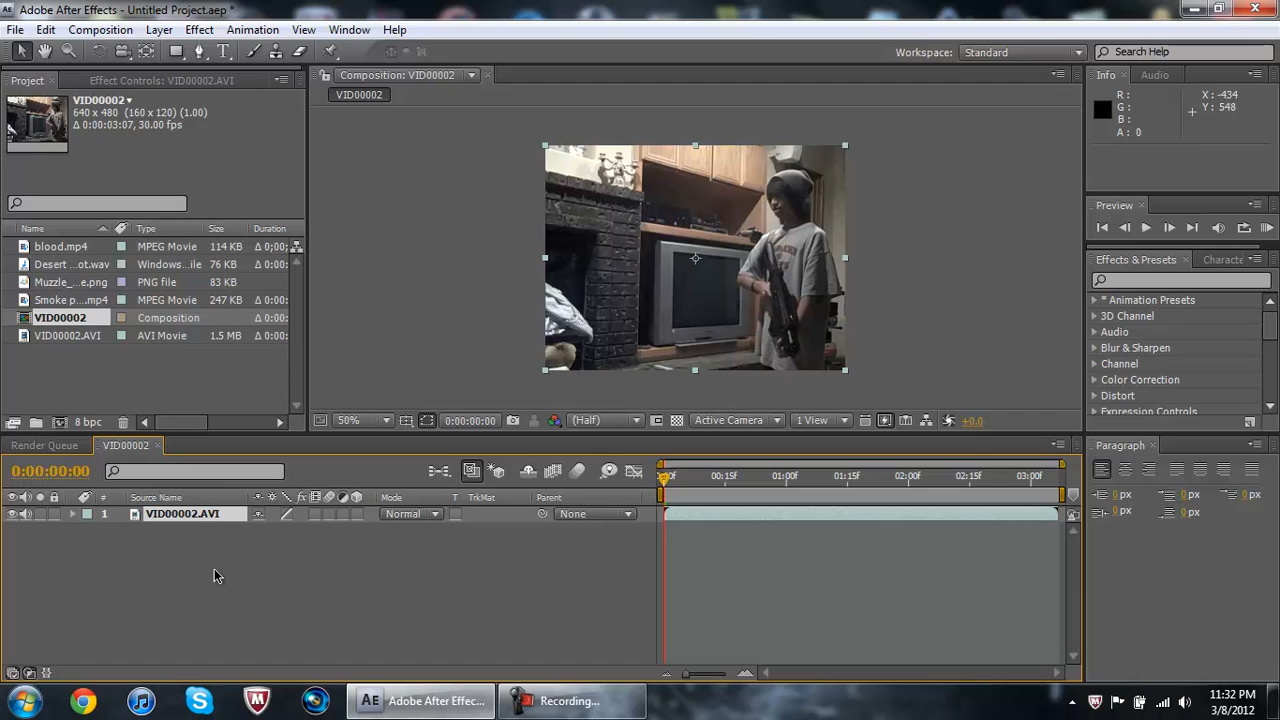 Ae Adobe After Effects - Untitled Project.aep *
File Edit Composition Layer Effect Animation View Window Help
Workspace: Standard Search Help
Project Effect Controls: VID00002.AVI
Composition: VID00002
Info Audio
VID00002
VID00002
640 x 480 (160 x 120) (1.00)
Δ 0:00:03:07, 30.00 fps
R :
G :
B :
A : 0
X : -434
Y : 548
Preview
Name Type Size Duration
blood.mp4 MPEG Movie 114 KB Δ 0;00;
Desert ...ot.wav Windows...ile 76 KB Δ 0:00:
Muzzle_...e.png PNG file 83 KB
Smoke p....mp4 MPEG Movie 247 KB Δ 0:00:
VID00002 Composition Δ 0:00:
VID00002.AVI AVI Movie 1.5 MB Δ 0:00:
Effects & Presets Characte
* Animation Presets
3D Channel
Audio
Blur & Sharpen
Channel
Color Correction
Distort
Expression Controls
8 bpc
50% 0:00:00:00 (Half) Active Camera 1 View +0.0
Render Queue VID00002
Paragraph
0:00:00:00
00:15f 01:00f 01:15f 02:00f 02:15f 03:00f
# Source Name Mode T TrkMat Parent
1 VID00002.AVI Normal None
0 px 0 px 0 px
0 px 0 px
Ae Adobe After Effec... Recording...
11:32 PM
3/8/2012